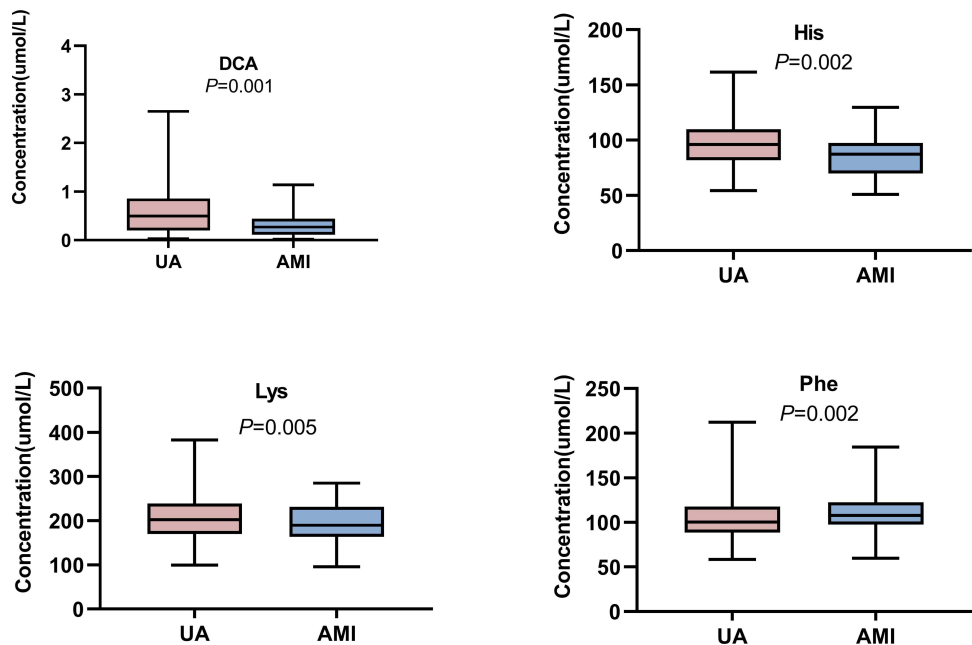 Concentration(umol/L)
DCA
P=0.001
4
3
2
1
0
UA AMI
Concentration(umol/L)
His
P=0.002
200
150
100
50
0
UA AMI
Concentration(umol/L)
Lys
P=0.005
500
400
300
200
100
0
UA AMI
Concentration(umol/L)
Phe
P=0.002
250
200
150
100
50
0
UA AMI